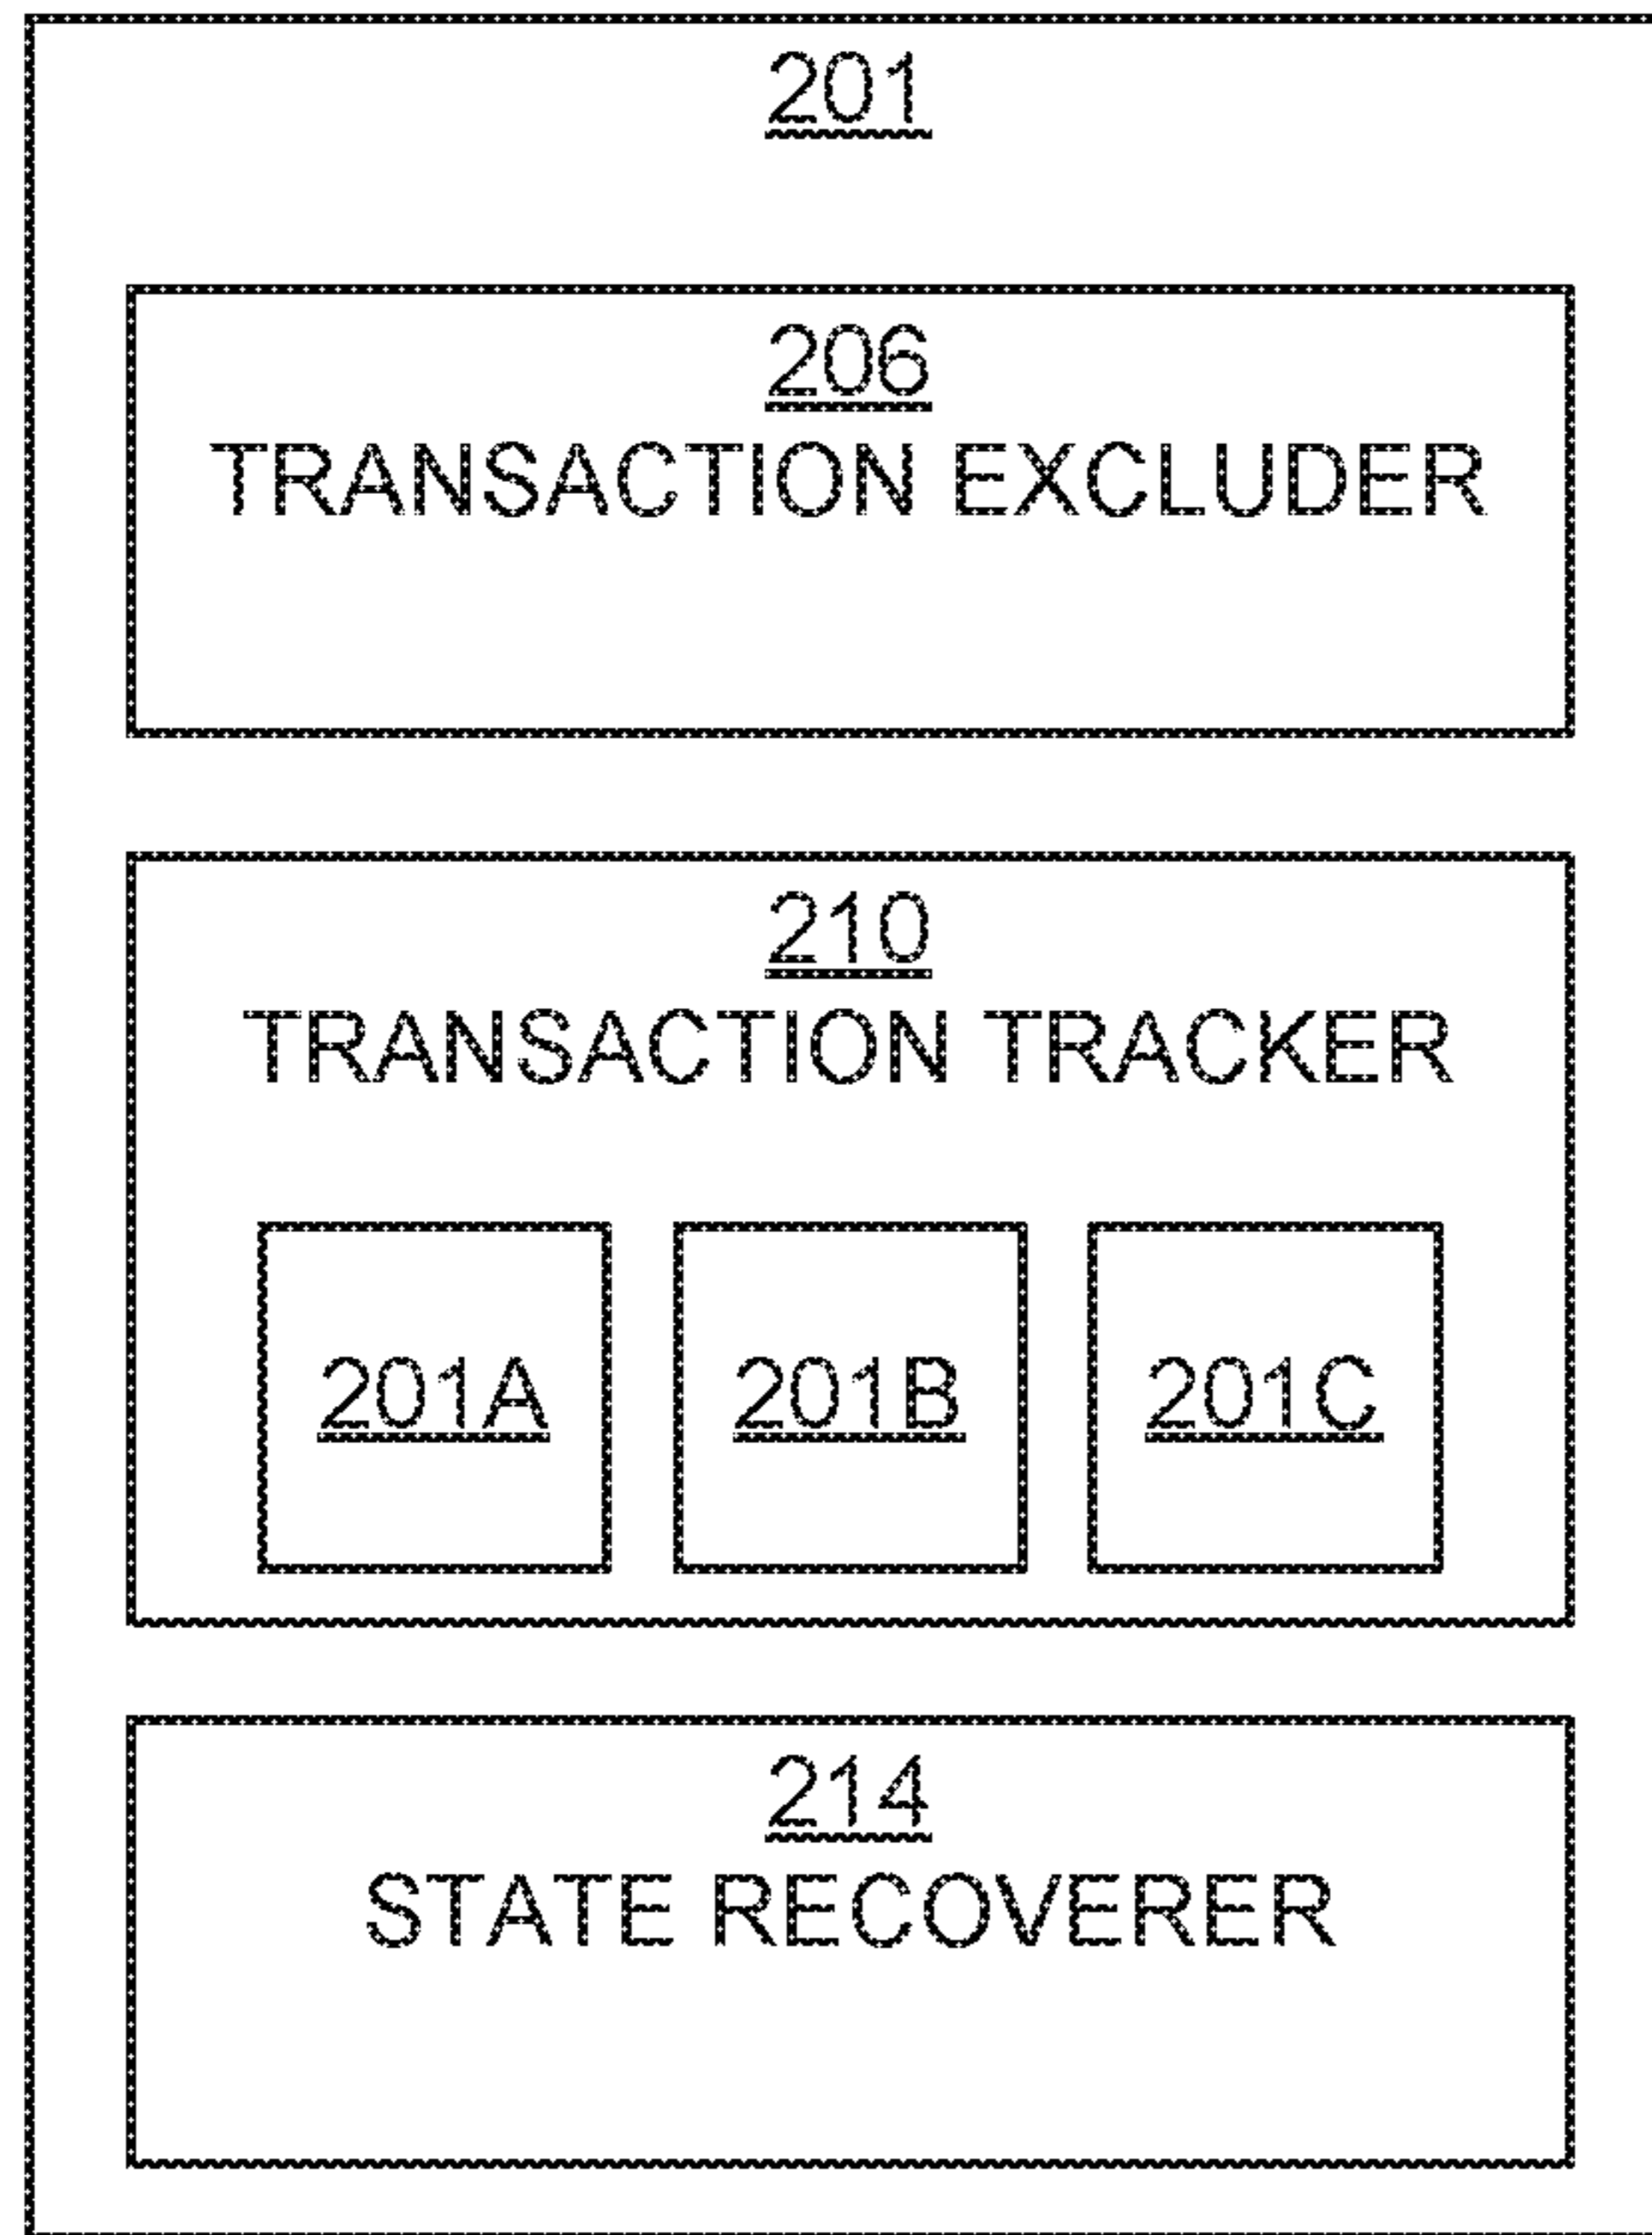 201
206
TRANSACTION EXCLUDER
210
TRANSACTION TRACKER
201A 201B 201C
214
STATE RECOVERER